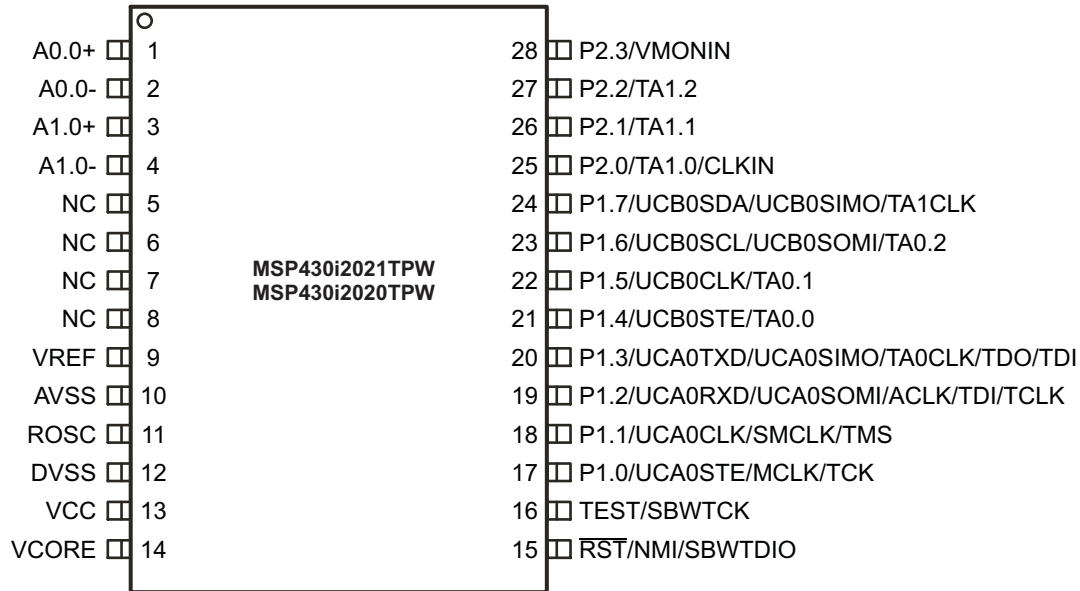 A0.0+ 1 28 P2.3/VMONIN
A0.0- 2 27 P2.2/TA1.2
A1.0+ 3 26 P2.1/TA1.1
A1.0- 4 25 P2.0/TA1.0/CLKIN
NC 5 24 P1.7/UCB0SDA/UCB0SIMO/TA1CLK
NC 6 23 P1.6/UCB0SCL/UCB0SOMI/TA0.2
MSP430i2021TPW
NC 7 22 P1.5/UCB0CLK/TA0.1
MSP430i2020TPW
NC 8 21 P1.4/UCB0STE/TA0.0
VREF 9 20 P1.3/UCA0TXD/UCA0SIMO/TA0CLK/TDO/TDI
AVSS 10 19 P1.2/UCA0RXD/UCA0SOMI/ACLK/TDI/TCLK
ROSC 11 18 P1.1/UCA0CLK/SMCLK/TMS
DVSS 12 17 P1.0/UCA0STE/MCLK/TCK
VCC 13 16 TEST/SBWTCK
VCORE 14 15 RST/NMI/SBWTDIO